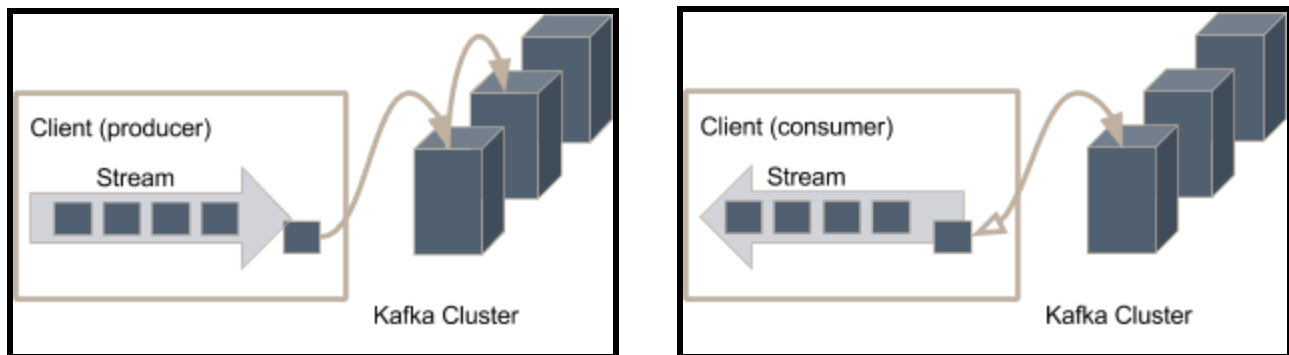 Client (producer)
Stream
Kafka Cluster
Client (consumer)
Stream
Kafka Cluster